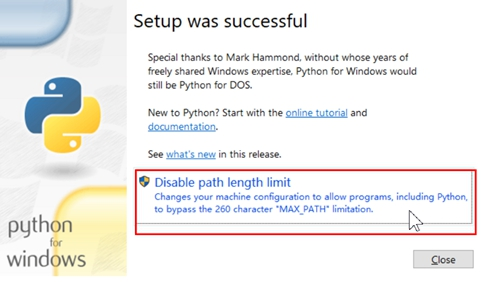 Setup was successful
Special thanks to Mark Hammond, without whose years of
freely shared Windows expertise, Python for Windows would
still be Python for DOS.
New to Python? Start with the online tutorial and
documentation.
See what's new in this release.
Disable path length limit
Changes your machine configuration to allow programs, including Python,
to bypass the 260 character "MAX_PATH" limitation.
python
for
windows
Close